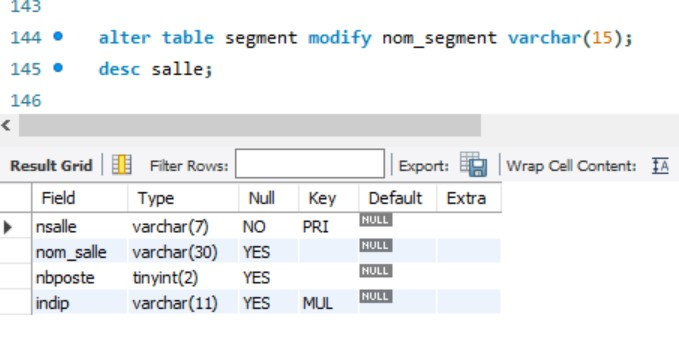 143
144 alter table segment modify nom_segment varchar(15);
145 desc salle;
146
Result Grid Filter Rows: Export: Wrap Cell Content:
Field Type Null Key Default Extra
nsalle varchar(7) NO PRI NULL
nom_salle varchar(30) YES NULL
nbposte tinyint(2) YES NULL
indip varchar(11) YES MUL NULL